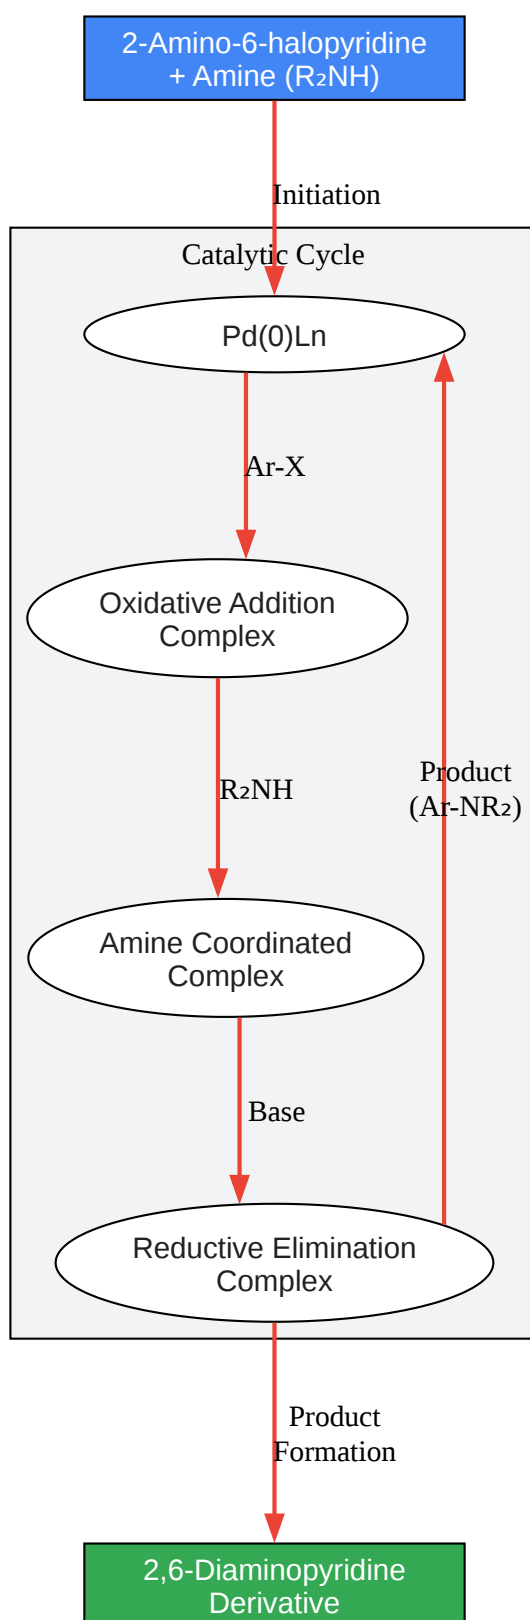 2-Amino-6-halopyridine
+ Amine (R₂NH)
Initiation
Catalytic Cycle
Pd(0)Ln
Ar-X
Oxidative Addition
Complex
R₂NH
Product
(Ar-NR₂)
Amine Coordinated
Complex
Base
Reductive Elimination
Complex
Product
Formation
2,6-Diaminopyridine
Derivative